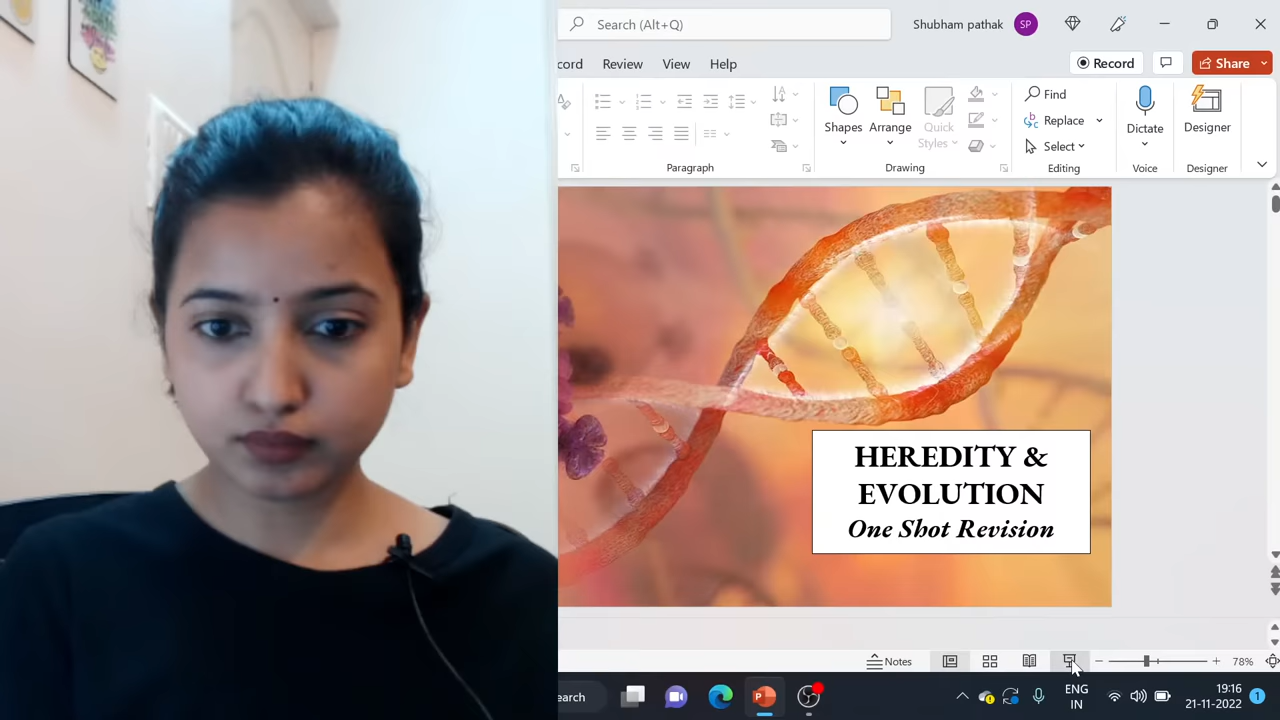 Search (Alt+Q)
Shubham pathak
SP
cord
Review
View
Help
Record
Share
Shapes
Arrange
Quick
Styles
Find
Replace
Select
Dictate
Designer
Paragraph
Drawing
Editing
Voice
Designer
HEREDITY &
EVOLUTION
One Shot Revision
Notes
78%
earch
ENG
IN
19:16
21-11-2022
1